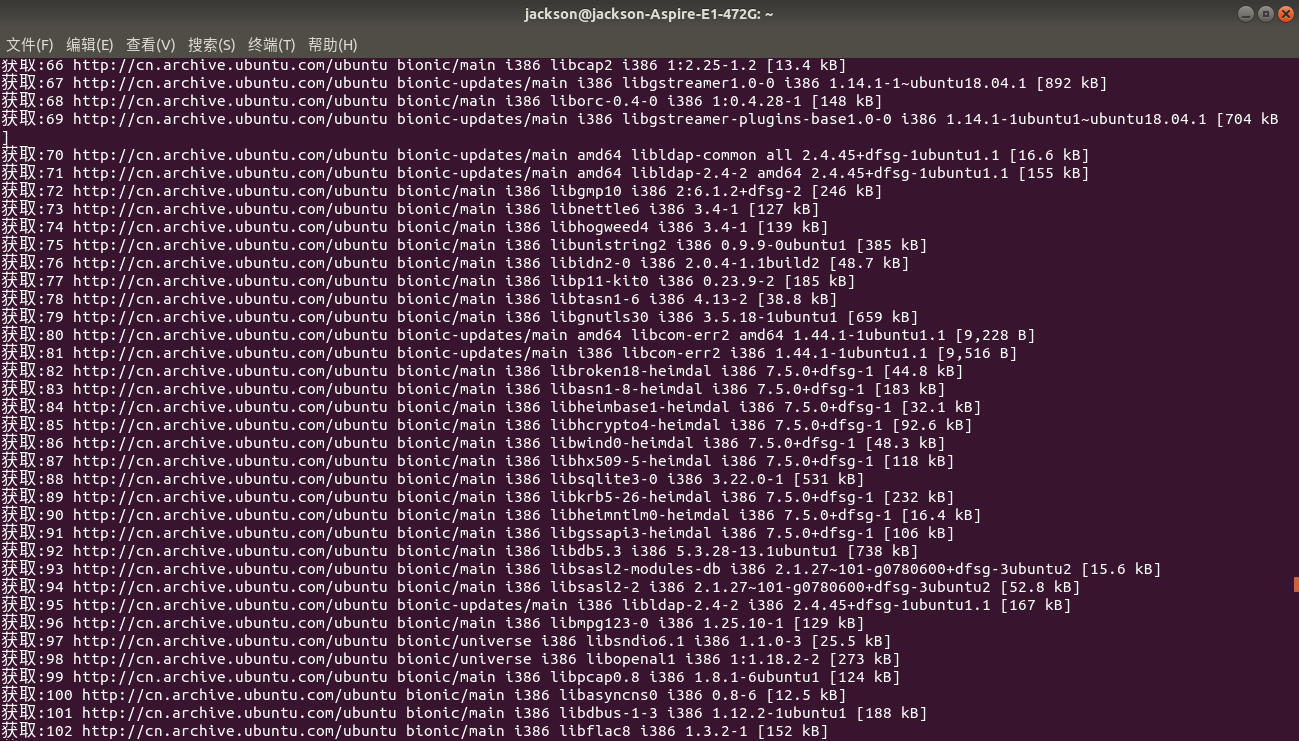 jackson@jackson-Aspire-E1-472G: ~
文件(F) 编辑(E) 查看(V) 搜索(S) 终端(T) 帮助(H)
获取:66 http://cn.archive.ubuntu.com/ubuntu bionic/main i386 libcap2 i386 1:2.25-1.2 [13.4 kB]
获取:67 http://cn.archive.ubuntu.com/ubuntu bionic-updates/main i386 libgstreamer1.0-0 i386 1.14.1-1~ubuntu18.04.1 [892 kB]
获取:68 http://cn.archive.ubuntu.com/ubuntu bionic/main i386 liborc-0.4-0 i386 1:0.4.28-1 [148 kB]
获取:69 http://cn.archive.ubuntu.com/ubuntu bionic-updates/main i386 libgstreamer-plugins-base1.0-0 i386 1.14.1-1ubuntu1~ubuntu18.04.1 [704 kB
]
获取:70 http://cn.archive.ubuntu.com/ubuntu bionic-updates/main amd64 libldap-common all 2.4.45+dfsg-1ubuntu1.1 [16.6 kB]
获取:71 http://cn.archive.ubuntu.com/ubuntu bionic-updates/main amd64 libldap-2.4-2 amd64 2.4.45+dfsg-1ubuntu1.1 [155 kB]
获取:72 http://cn.archive.ubuntu.com/ubuntu bionic/main i386 libgmp10 i386 2:6.1.2+dfsg-2 [246 kB]
获取:73 http://cn.archive.ubuntu.com/ubuntu bionic/main i386 libnettle6 i386 3.4-1 [127 kB]
获取:74 http://cn.archive.ubuntu.com/ubuntu bionic/main i386 libhogweed4 i386 3.4-1 [139 kB]
获取:75 http://cn.archive.ubuntu.com/ubuntu bionic/main i386 libunistring2 i386 0.9.9-0ubuntu1 [385 kB]
获取:76 http://cn.archive.ubuntu.com/ubuntu bionic/main i386 libidn2-0 i386 2.0.4-1.1build2 [48.7 kB]
获取:77 http://cn.archive.ubuntu.com/ubuntu bionic/main i386 libp11-kit0 i386 0.23.9-2 [185 kB]
获取:78 http://cn.archive.ubuntu.com/ubuntu bionic/main i386 libtasn1-6 i386 4.13-2 [38.8 kB]
获取:79 http://cn.archive.ubuntu.com/ubuntu bionic/main i386 libgnutls30 i386 3.5.18-1ubuntu1 [659 kB]
获取:80 http://cn.archive.ubuntu.com/ubuntu bionic-updates/main amd64 libcom-err2 amd64 1.44.1-1ubuntu1.1 [9,228 B]
获取:81 http://cn.archive.ubuntu.com/ubuntu bionic-updates/main i386 libcom-err2 i386 1.44.1-1ubuntu1.1 [9,516 B]
获取:82 http://cn.archive.ubuntu.com/ubuntu bionic/main i386 libroken18-heimdal i386 7.5.0+dfsg-1 [44.8 kB]
获取:83 http://cn.archive.ubuntu.com/ubuntu bionic/main i386 libasn1-8-heimdal i386 7.5.0+dfsg-1 [183 kB]
获取:84 http://cn.archive.ubuntu.com/ubuntu bionic/main i386 libheimbase1-heimdal i386 7.5.0+dfsg-1 [32.1 kB]
获取:85 http://cn.archive.ubuntu.com/ubuntu bionic/main i386 libhcrypto4-heimdal i386 7.5.0+dfsg-1 [92.6 kB]
获取:86 http://cn.archive.ubuntu.com/ubuntu bionic/main i386 libwind0-heimdal i386 7.5.0+dfsg-1 [48.3 kB]
获取:87 http://cn.archive.ubuntu.com/ubuntu bionic/main i386 libhx509-5-heimdal i386 7.5.0+dfsg-1 [118 kB]
获取:88 http://cn.archive.ubuntu.com/ubuntu bionic/main i386 libsqlite3-0 i386 3.22.0-1 [531 kB]
获取:89 http://cn.archive.ubuntu.com/ubuntu bionic/main i386 libkrb5-26-heimdal i386 7.5.0+dfsg-1 [232 kB]
获取:90 http://cn.archive.ubuntu.com/ubuntu bionic/main i386 libheimntlm0-heimdal i386 7.5.0+dfsg-1 [16.4 kB]
获取:91 http://cn.archive.ubuntu.com/ubuntu bionic/main i386 libgssapi3-heimdal i386 7.5.0+dfsg-1 [106 kB]
获取:92 http://cn.archive.ubuntu.com/ubuntu bionic/main i386 libdb5.3 i386 5.3.28-13.1ubuntu1 [738 kB]
获取:93 http://cn.archive.ubuntu.com/ubuntu bionic/main i386 libsasl2-modules-db i386 2.1.27~101-g0780600+dfsg-3ubuntu2 [15.6 kB]
获取:94 http://cn.archive.ubuntu.com/ubuntu bionic/main i386 libsasl2-2 i386 2.1.27~101-g0780600+dfsg-3ubuntu2 [52.8 kB]
获取:95 http://cn.archive.ubuntu.com/ubuntu bionic-updates/main i386 libldap-2.4-2 i386 2.4.45+dfsg-1ubuntu1.1 [167 kB]
获取:96 http://cn.archive.ubuntu.com/ubuntu bionic/main i386 libmpg123-0 i386 1.25.10-1 [129 kB]
获取:97 http://cn.archive.ubuntu.com/ubuntu bionic/universe i386 libsndio6.1 i386 1.1.0-3 [25.5 kB]
获取:98 http://cn.archive.ubuntu.com/ubuntu bionic/universe i386 libopenal1 i386 1:1.18.2-2 [273 kB]
获取:99 http://cn.archive.ubuntu.com/ubuntu bionic/main i386 libpcap0.8 i386 1.8.1-6ubuntu1 [124 kB]
获取:100 http://cn.archive.ubuntu.com/ubuntu bionic/main i386 libasyncns0 i386 0.8-6 [12.5 kB]
获取:101 http://cn.archive.ubuntu.com/ubuntu bionic/main i386 libdbus-1-3 i386 1.12.2-1ubuntu1 [188 kB]
获取:102 http://cn.archive.ubuntu.com/ubuntu bionic/main i386 libflac8 i386 1.3.2-1 [152 kB]